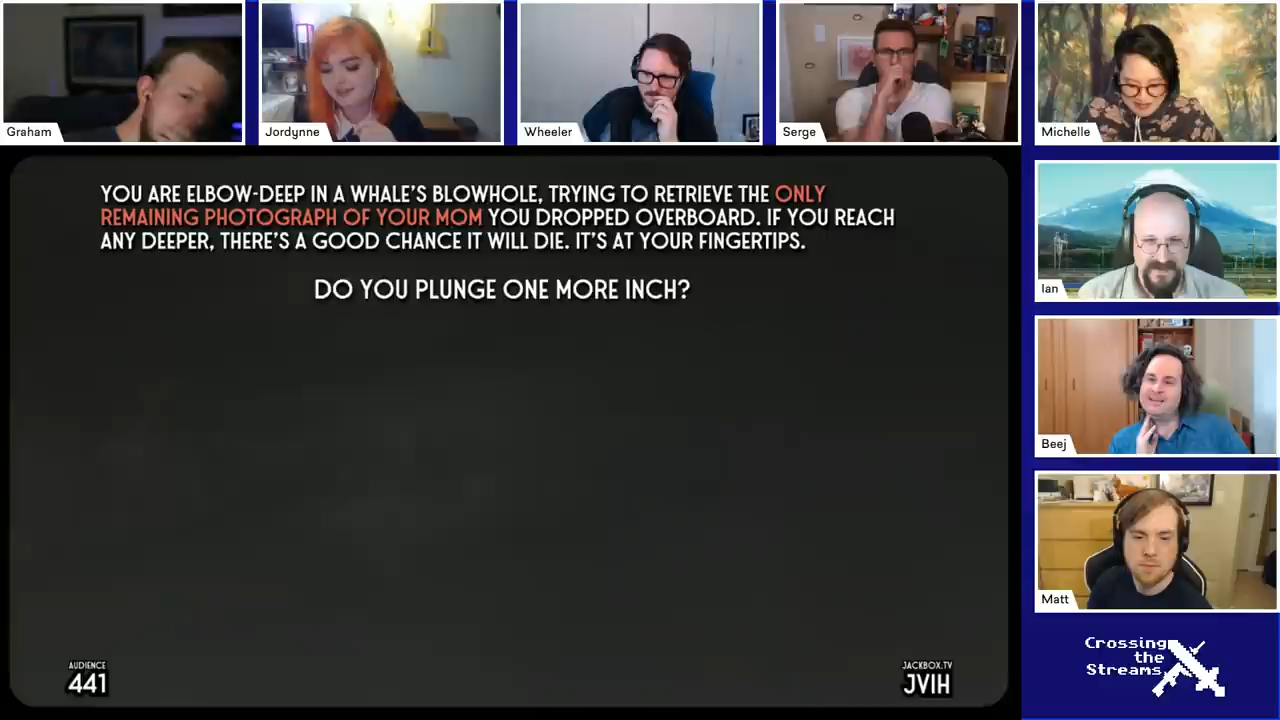 Graham
Jordynne
Wheeler
Serge
Michelle
YOU ARE ELBOW-DEEP IN A WHALE'S BLOWHOLE, TRYING TO RETRIEVE THE ONLY
REMAINING PHOTOGRAPH OF YOUR MOM YOU DROPPED OVERBOARD. IF YOU REACH
ANY DEEPER, THERE'S A GOOD CHANCE IT WILL DIE. IT'S AT YOUR FINGERTIPS.
DO YOU PLUNGE ONE MORE INCH?
Ian
Beej
Matt
AUDIENCE
441
JACKBOX.TV
JVIH
Crossing
the
Streams